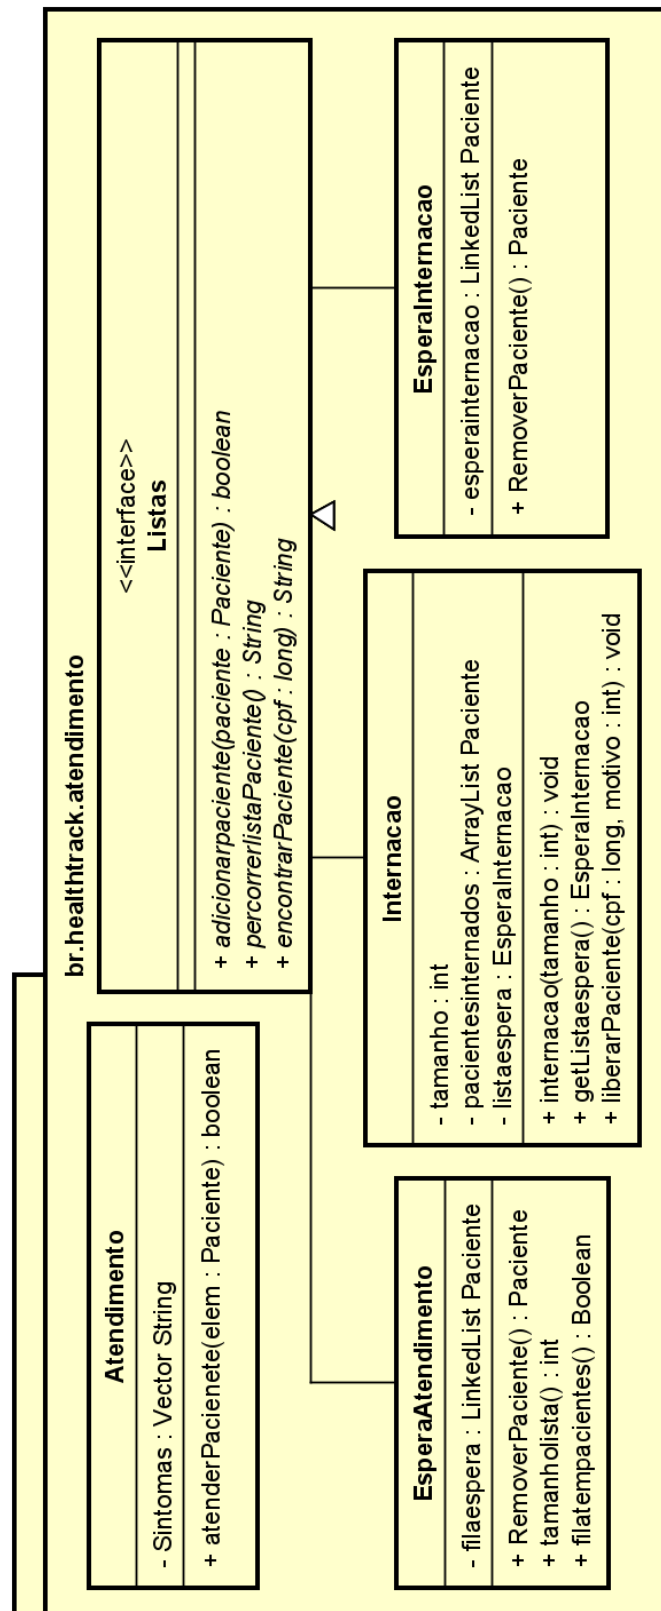 br.healthtrack.atendimento
Atendimento
- Sintomas : Vector String
+ atenderPacienete(elem : Paciente) : boolean
<<interface>>
Listas
+ adicionarpaciente(paciente : Paciente) : boolean
+ percorrerlistaPaciente() : String
+ encontrarPaciente(cpf : long) : String
EsperaAtendimento
- filaespera : LinkedList Paciente
+ RemoverPaciente() : Paciente
+ tamanholista() : int
+ filatempacientes() : Boolean
Internacao
- tamanho : int
- pacientesinternados : ArrayList Paciente
- listaespera : EsperaInternacao
+ internacao(tamanho : int) : void
+ getListaespera() : EsperaInternacao
+ liberarPaciente(cpf : long, motivo : int) : void
EsperaInternacao
- esperainternacao : LinkedList Paciente
+ RemoverPaciente() : Paciente